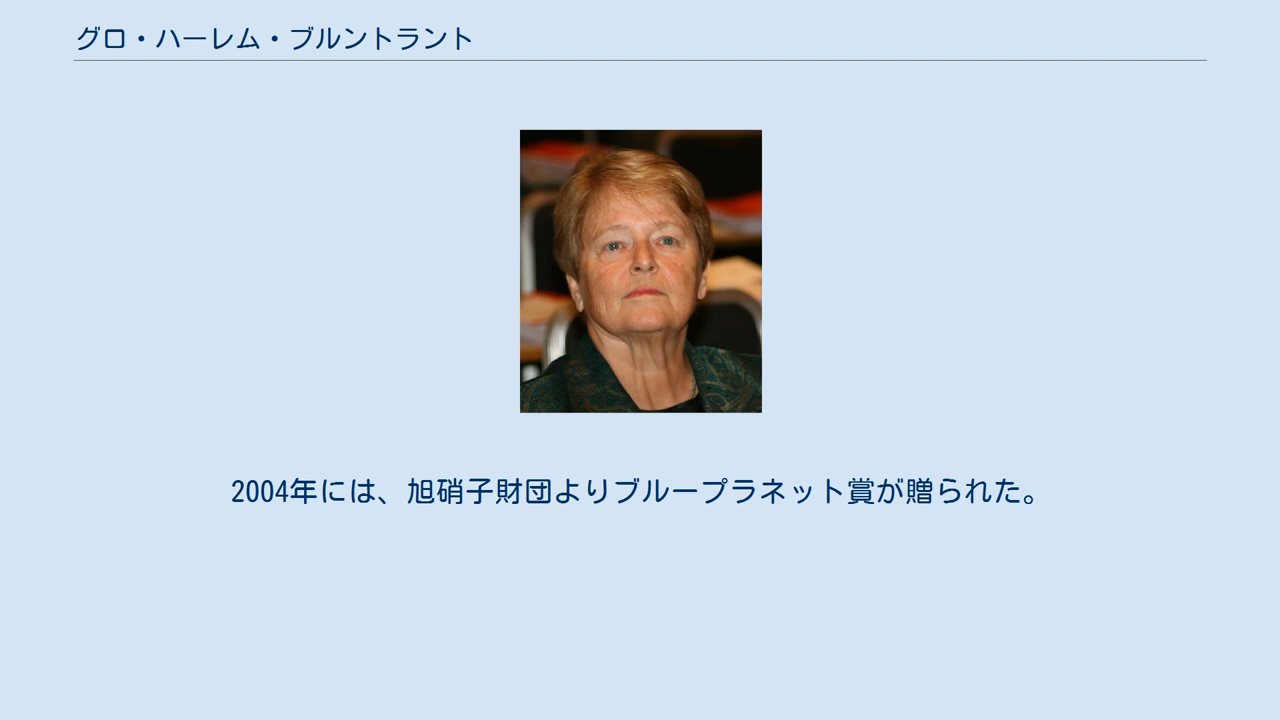 グロ・ハーレム・ブルントラント
2004年には、旭硝子財団よりブループラネット賞が贈られた。